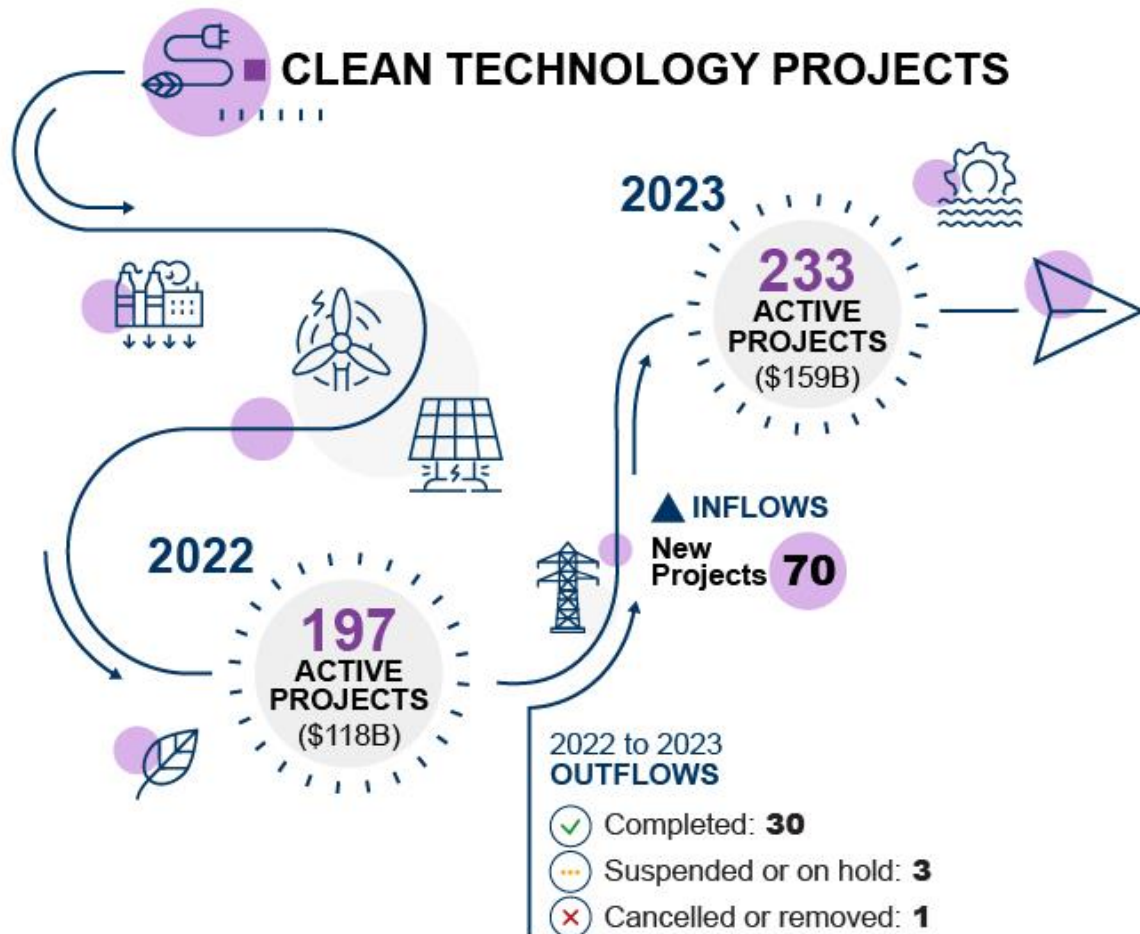 CLEAN TECHNOLOGY PROJECTS
2023
233
ACTIVE
PROJECTS
($159B)
INFLOWS
New
Projects 70
2022
197
ACTIVE
PROJECTS
($118B)
2022 to 2023
OUTFLOWS
Completed: 30
Suspended or on hold: 3
Cancelled or removed: 1